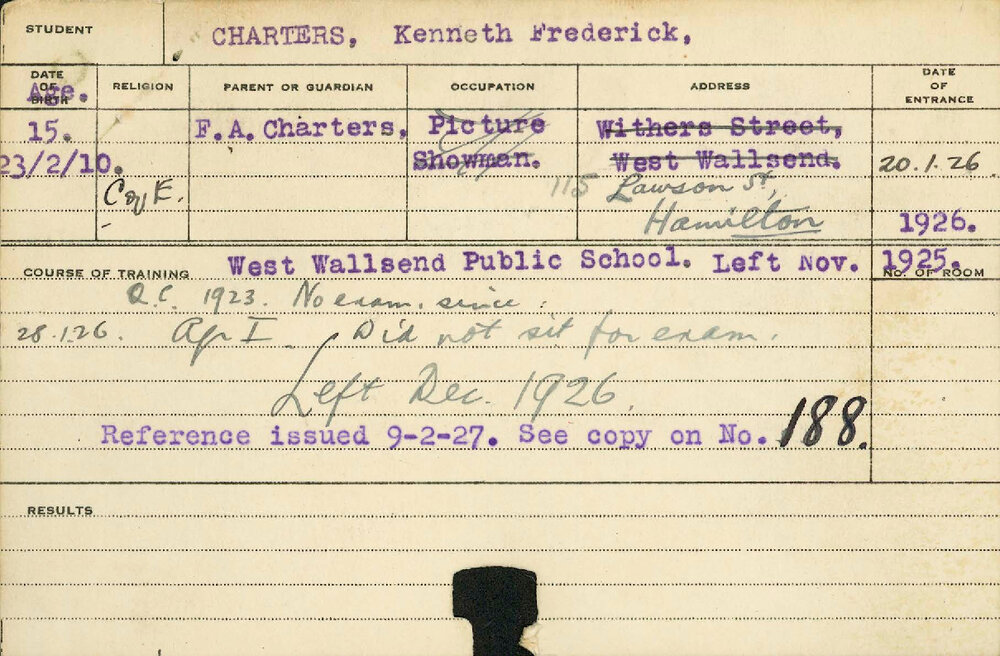 STUDENT
CHARTERS, Kenneth Frederick,
DATE OF BIRTH Age.
RELIGION
PARENT OR GUARDIAN
OCCUPATION
ADDRESS
DATE OF ENTRANCE
15. F.A. Charters, Picture Withers Street,
23/2/10. Showman. West Wallsend. 20.1.26
C of E. 115 Lawson St,
Hamilton 1926.
COURSE OF TRAINING West Wallsend Public School. Left Nov. 1925.
NO. OF ROOM
Q.C. 1923. No exam. since:
28.1.26. Apr I. Did not sit for exam.
Left Dec. 1926.
Reference issued 9-2-27. See copy on No. 188.
RESULTS